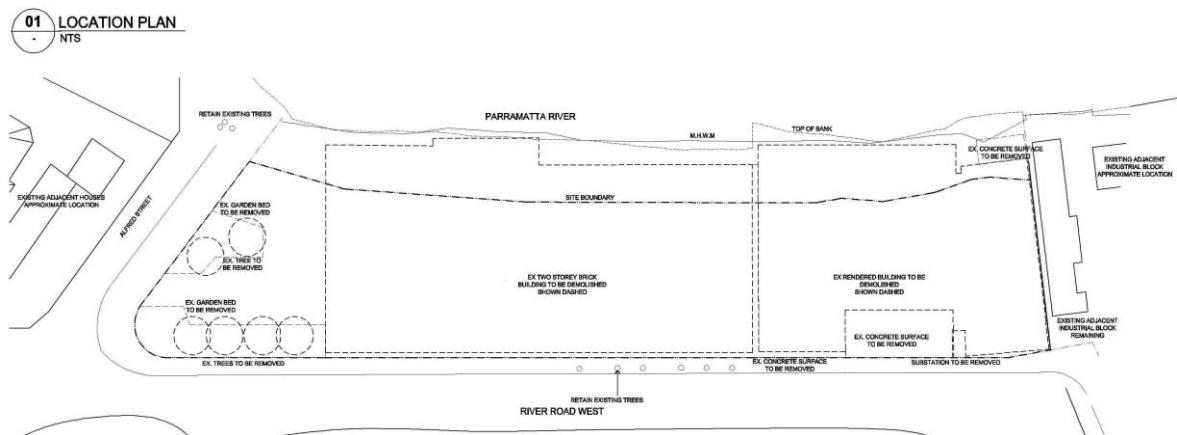 01
LOCATION PLAN
-
NTS
RETAIN EXISTING TREES
PARRAMATTA RIVER
M.H.W.M
TOP OF BANK
EX. CONCRETE SURFACE
TO BE REMOVED
EXISTING ADJACENT
INDUSTRIAL BLOCK
APPROXIMATE LOCATION
EXISTING ADJACENT HOUSES
APPROXIMATE LOCATION
ALFRED STREET
SITE BOUNDARY
EX. GARDEN BED
TO BE REMOVED
EX. TREE TO
BE REMOVED
EX TWO STOREY BRICK
BUILDING TO BE DEMOLISHED
SHOWN DASHED
EX RENDERED BUILDING TO BE
DEMOLISHED
SHOWN DASHED
EX. GARDEN BED
TO BE REMOVED
EX. CONCRETE SURFACE
TO BE REMOVED
EXISTING ADJACENT
INDUSTRIAL BLOCK
REMAINING
EX. TREES TO BE REMOVED
EX. CONCRETE SURFACE
TO BE REMOVED
SUBSTATION TO BE REMOVED
RETAIN EXISTING TREES
RIVER ROAD WEST